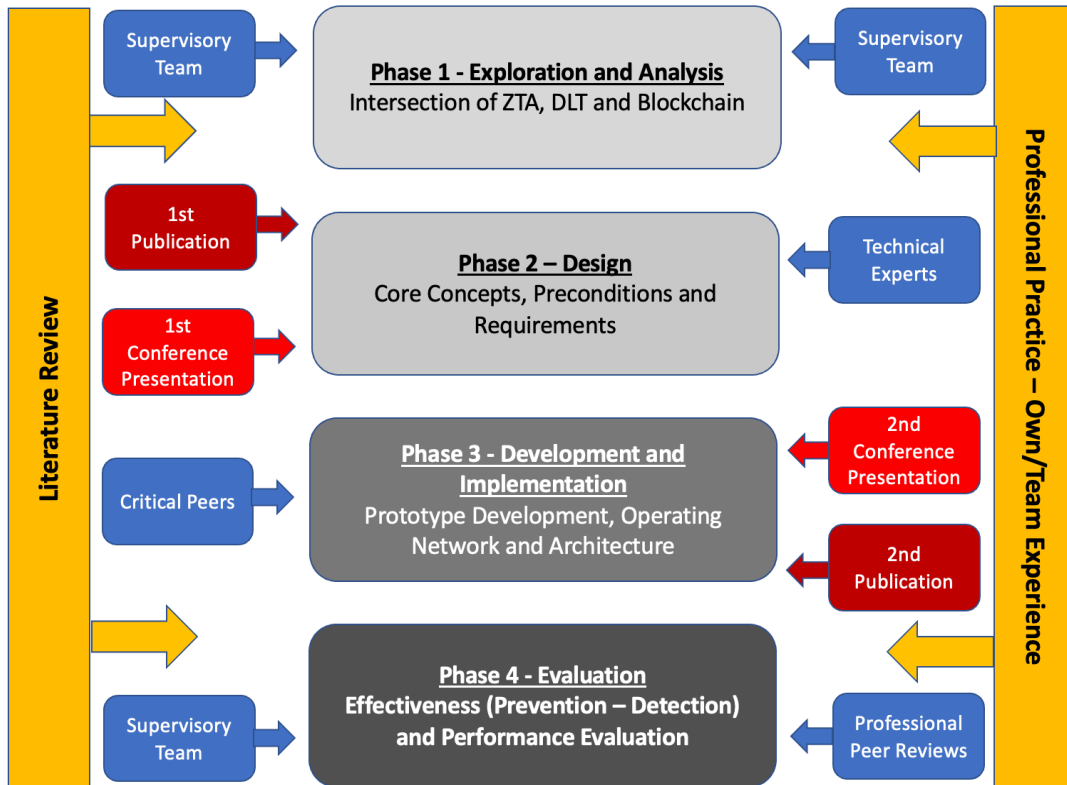 Literature Review
Supervisory
Team
Phase 1 - Exploration and Analysis
Intersection of ZTA, DLT and Blockchain
Supervisory
Team
1st
Publication
Phase 2 – Design
Core Concepts, Preconditions and
Requirements
Technical
Experts
1st
Conference
Presentation
Phase 3 - Development and
Implementation
Prototype Development, Operating
Network and Architecture
2nd
Conference
Presentation
Critical Peers
2nd
Publication
Phase 4 - Evaluation
Effectiveness (Prevention – Detection)
and Performance Evaluation
Supervisory
Team
Professional
Peer Reviews
Professional Practice – Own/Team Experience